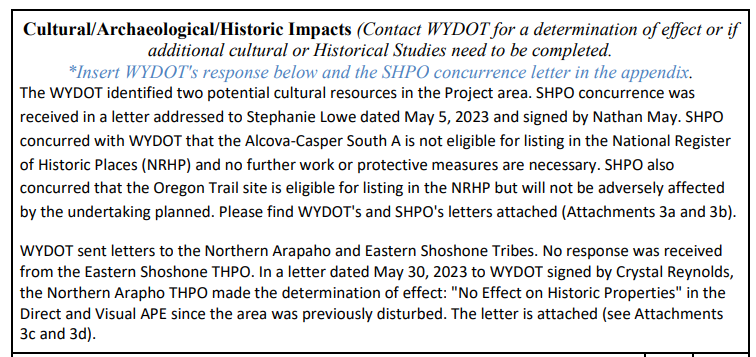 Cultural/Archaeological/Historic Impacts (Contact WYDOT for a determination of effect or if
additional cultural or Historical Studies need to be completed.
*Insert WYDOT's response below and the SHPO concurrence letter in the appendix.
The WYDOT identified two potential cultural resources in the Project area. SHPO concurrence was
received in a letter addressed to Stephanie Lowe dated May 5, 2023 and signed by Nathan May. SHPO
concurred with WYDOT that the Alcova-Casper South A is not eligible for listing in the National Register
of Historic Places (NRHP) and no further work or protective measures are necessary. SHPO also
concurred that the Oregon Trail site is eligible for listing in the NRHP but will not be adversely affected
by the undertaking planned. Please find WYDOT's and SHPO's letters attached (Attachments 3a and 3b).
WYDOT sent letters to the Northern Arapaho and Eastern Shoshone Tribes. No response was received
from the Eastern Shoshone THPO. In a letter dated May 30, 2023 to WYDOT signed by Crystal Reynolds,
the Northern Arapho THPO made the determination of effect: "No Effect on Historic Properties" in the
Direct and Visual APE since the area was previously disturbed. The letter is attached (see Attachments
3c and 3d).